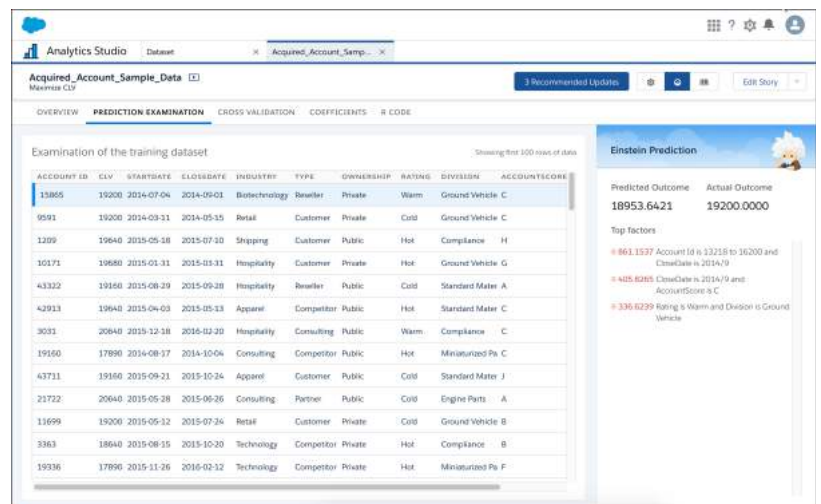 Analytics Studio Dataset × Acquired_Account_Samp... ×
Acquired_Account_Sample_Data
Maximize CLV
3 Recommended Updates
Edit Story
OVERVIEW PREDICTION EXAMINATION CROSS VALIDATION COEFFICIENTS R CODE
Examination of the training dataset
Showing first 100 rows of data
ACCOUNT ID CLV STARTDATE CLOSEDATE INDUSTRY TYPE OWNERSHIP RATING DIVISION ACCOUNTSCORE
15865 19200 2014-07-04 2014-09-01 Biotechnology Reseller Private Warm Ground Vehicle C
9591 19200 2014-03-11 2014-05-15 Retail Customer Private Cold Ground Vehicle C
1209 19640 2015-05-18 2015-07-10 Shipping Customer Public Hot Compliance H
10171 19680 2015-01-31 2015-03-31 Hospitality Customer Private Hot Ground Vehicle G
43322 19160 2015-08-29 2015-09-28 Hospitality Reseller Public Cold Standard Mater A
42913 19640 2015-04-03 2015-05-13 Apparel Competitor Public Hot Standard Mater C
3031 20640 2015-12-18 2016-02-20 Hospitality Consulting Public Warm Compliance C
19160 17890 2014-08-17 2014-10-04 Consulting Competitor Public Hot Miniaturized Pa C
43711 19160 2015-09-21 2015-10-24 Apparel Customer Public Cold Standard Mater J
21722 20640 2015-05-28 2015-06-26 Consulting Partner Public Cold Engine Parts A
11699 19200 2015-05-12 2015-07-24 Retail Customer Private Cold Ground Vehicle B
3363 18640 2015-08-15 2015-10-20 Technology Competitor Private Hot Compliance B
19336 17890 2015-11-26 2016-02-12 Technology Competitor Private Hot Miniaturized Pa F
Einstein Prediction
Predicted Outcome Actual Outcome
18953.6421 19200.0000
Top factors
861.1537 Account Id is 13218 to 16200 and
CloseDate is 2014/9
405.8265 CloseDate is 2014/9 and
AccountScore is C
336.6239 Rating is Warm and Division is Ground
Vehicle